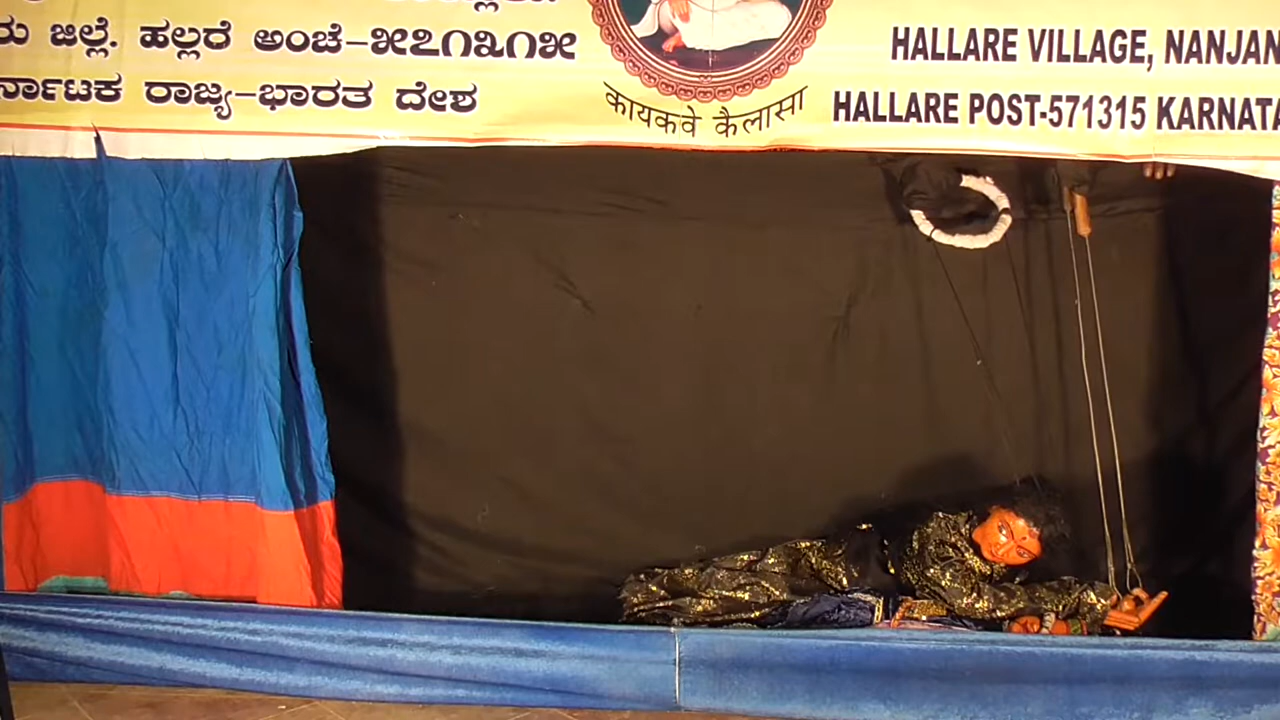 ರು ಜಿಲ್ಲೆ. ಹಲ್ಲರೆ ಅಂಚೆ-೫೭೧೩೧೫
ರ್ನಾಟಕ ರಾಜ್ಯ-ಭಾರತ ದೇಶ
कायकवे कैलासा
HALLARE VILLAGE, NANJAN
HALLARE POST-571315 KARNATA